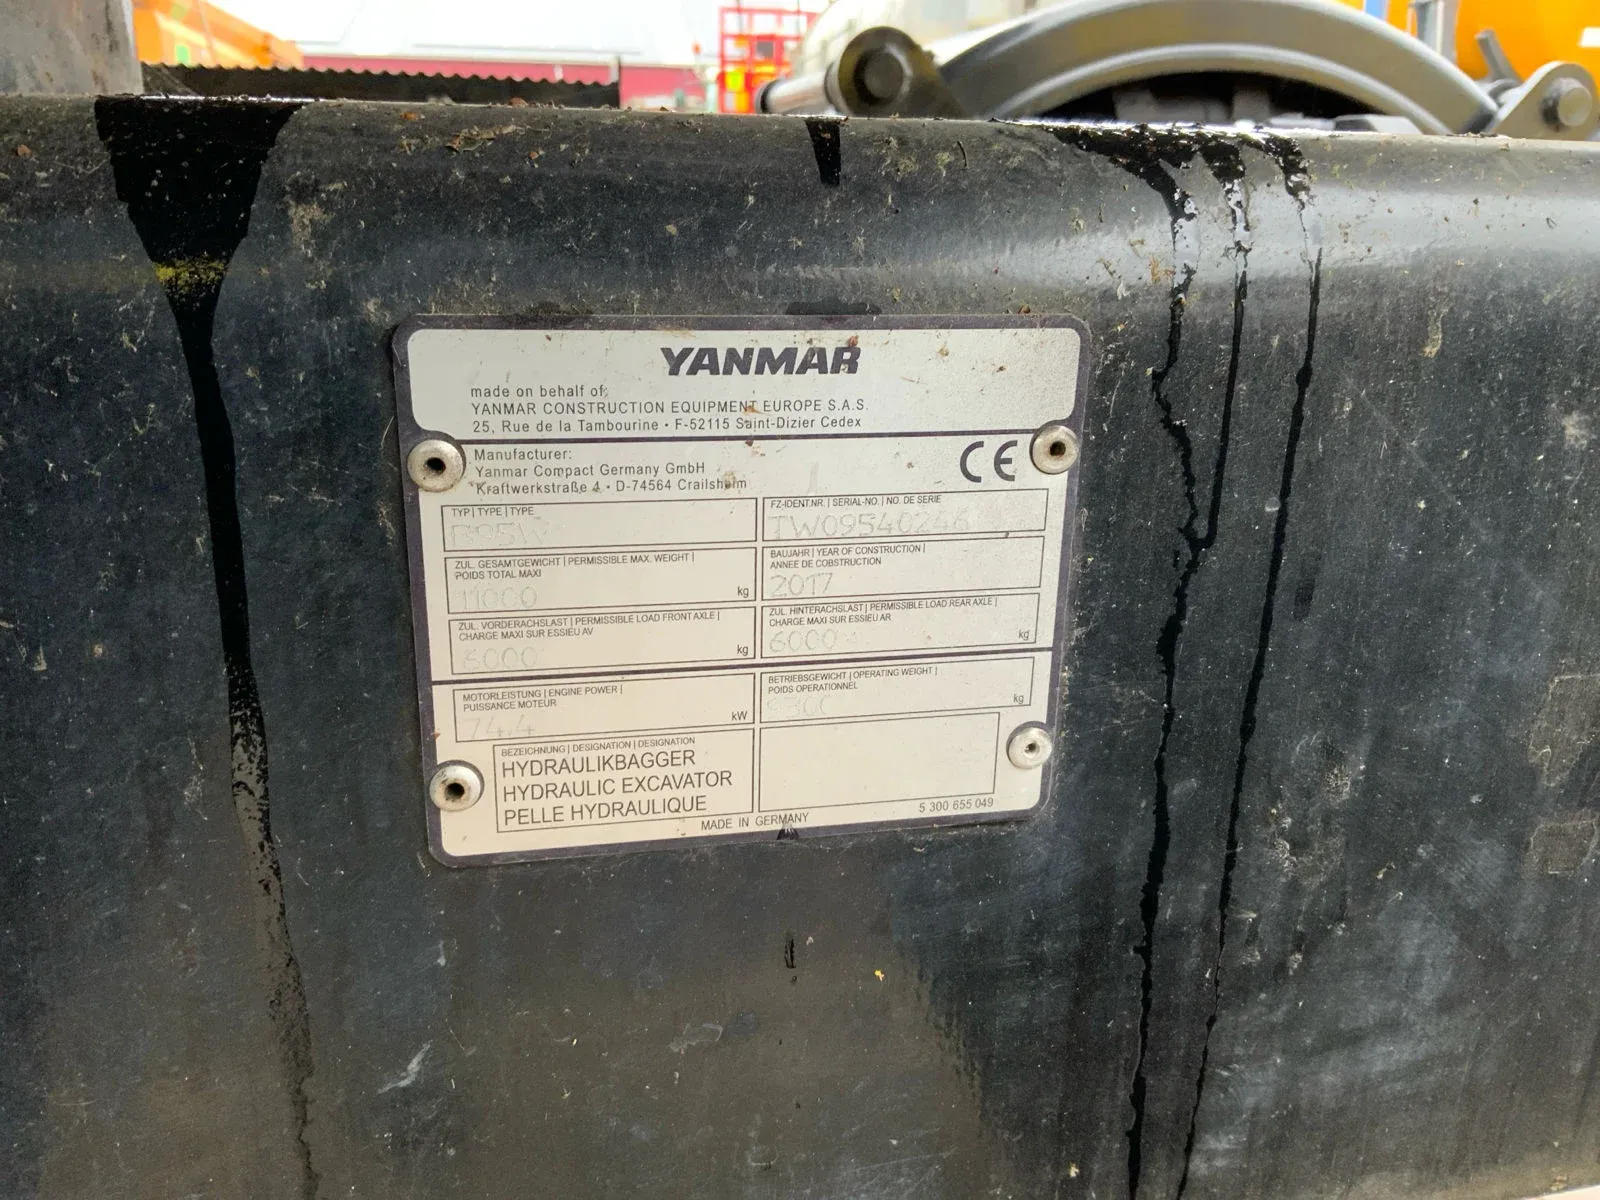 YANMAR
made on behalf of:
YANMAR CONSTRUCTION EQUIPMENT EUROPE S.A.S.
25, Rue de la Tambourine • F-52115 Saint-Dizier Cedex
Manufacturer:
Yanmar Compact Germany GmbH
Kraftwerkstraße 4 • D-74564 Crailsheim
CE
TYP | TYPE | TYPE
B95W
FZ-IDENT.NR. | SERIAL-NO. | NO. DE SERIE
TW09540246
ZUL. GESAMTGEWICHT | PERMISSIBLE MAX. WEIGHT |
POIDS TOTAL MAXI
11000 kg
BAUJAHR | YEAR OF CONSTRUCTION |
ANNEE DE COBSTRUCTION
2017
ZUL. VORDERACHSLAST | PERMISSIBLE LOAD FRONT AXLE |
CHARGE MAXI SUR ESSIEU AV
6000 kg
ZUL. HINTERACHSLAST | PERMISSIBLE LOAD REAR AXLE |
CHARGE MAXI SUR ESSIEU AR
6000 kg
MOTORLEISTUNG | ENGINE POWER |
PUISSANCE MOTEUR
74.4 kW
BETRIEBSGEWICHT | OPERATING WEIGHT |
POIDS OPERATIONNEL
kg
BEZEICHNUNG | DESIGNATION | DESIGNATION
HYDRAULIKBAGGER
HYDRAULIC EXCAVATOR
PELLE HYDRAULIQUE
MADE IN GERMANY
5 300 655 049